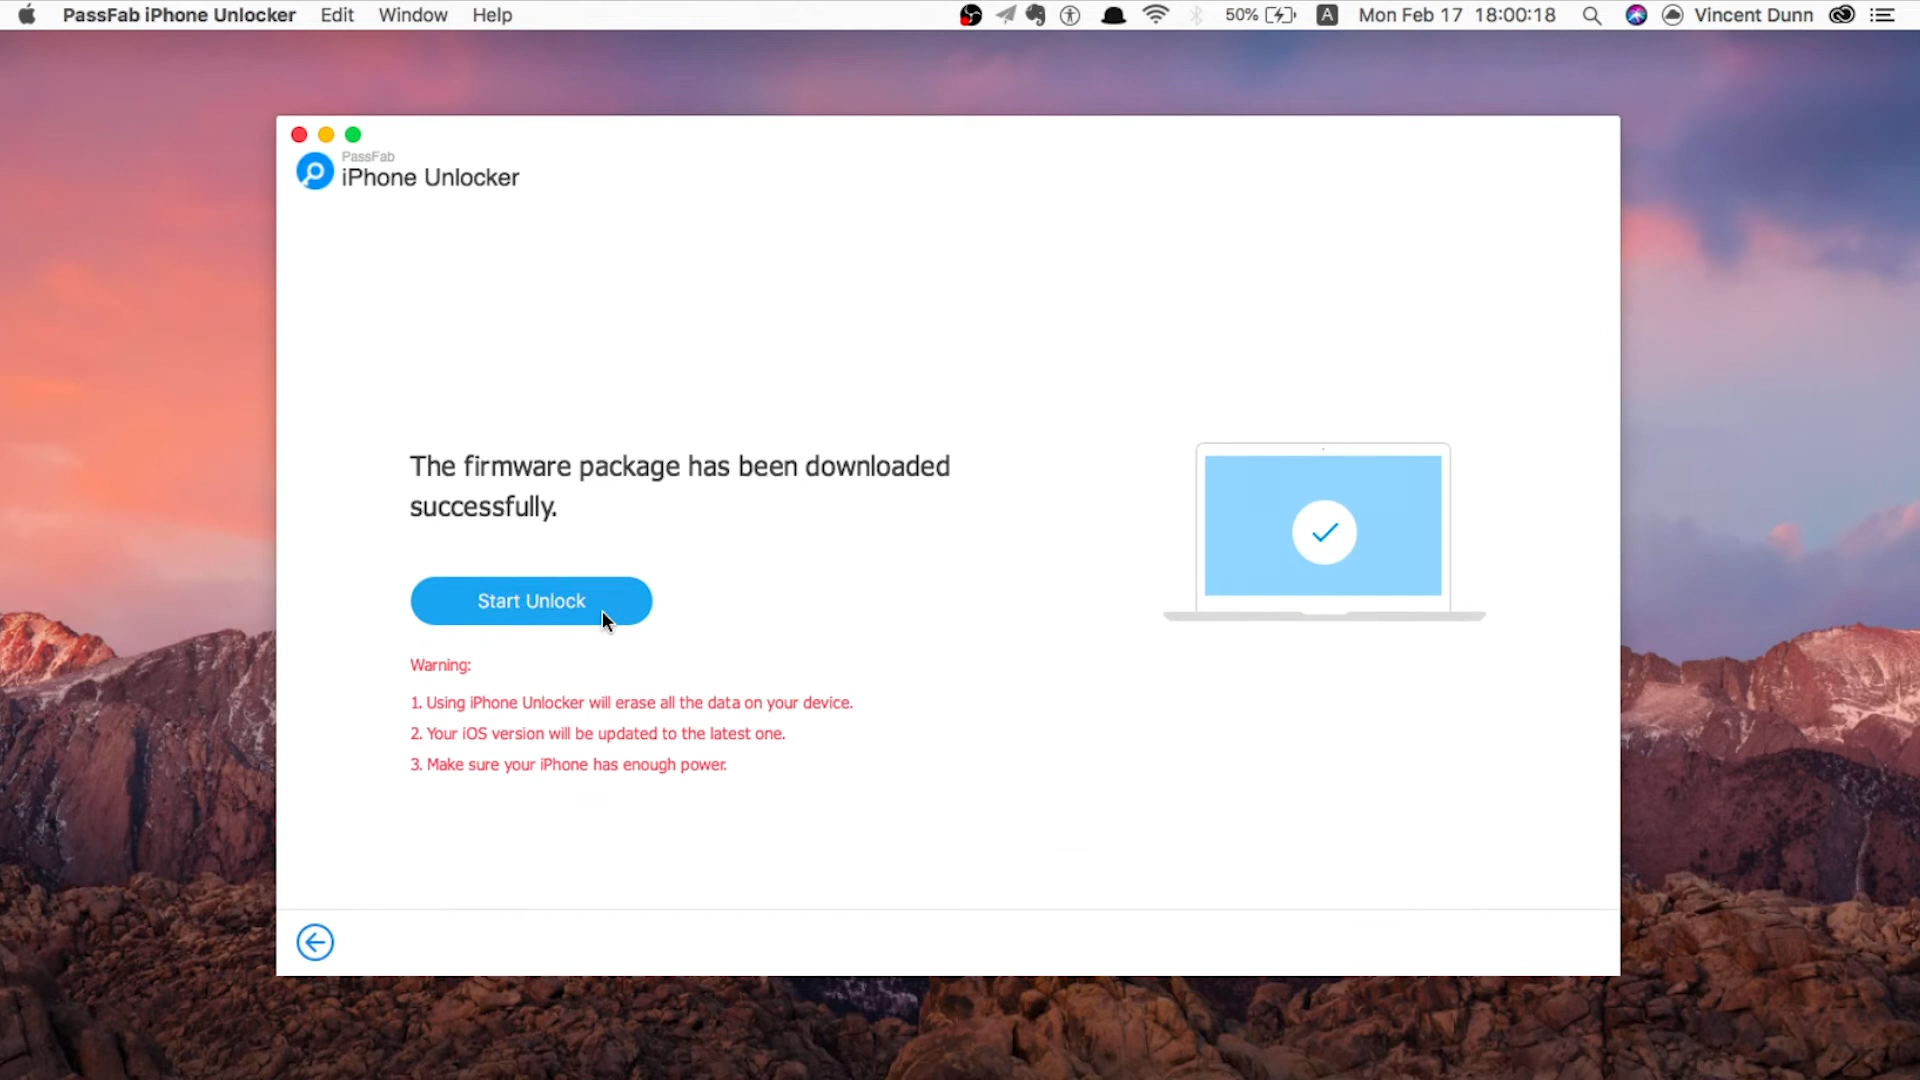 PassFab iPhone Unlocker Edit Window Help 50% A Mon Feb 17 18:00:18 Vincent Dunn
PassFab
iPhone Unlocker
The firmware package has been downloaded
successfully.
Start Unlock
Warning:
1. Using iPhone Unlocker will erase all the data on your device.
2. Your iOS version will be updated to the latest one.
3. Make sure your iPhone has enough power.